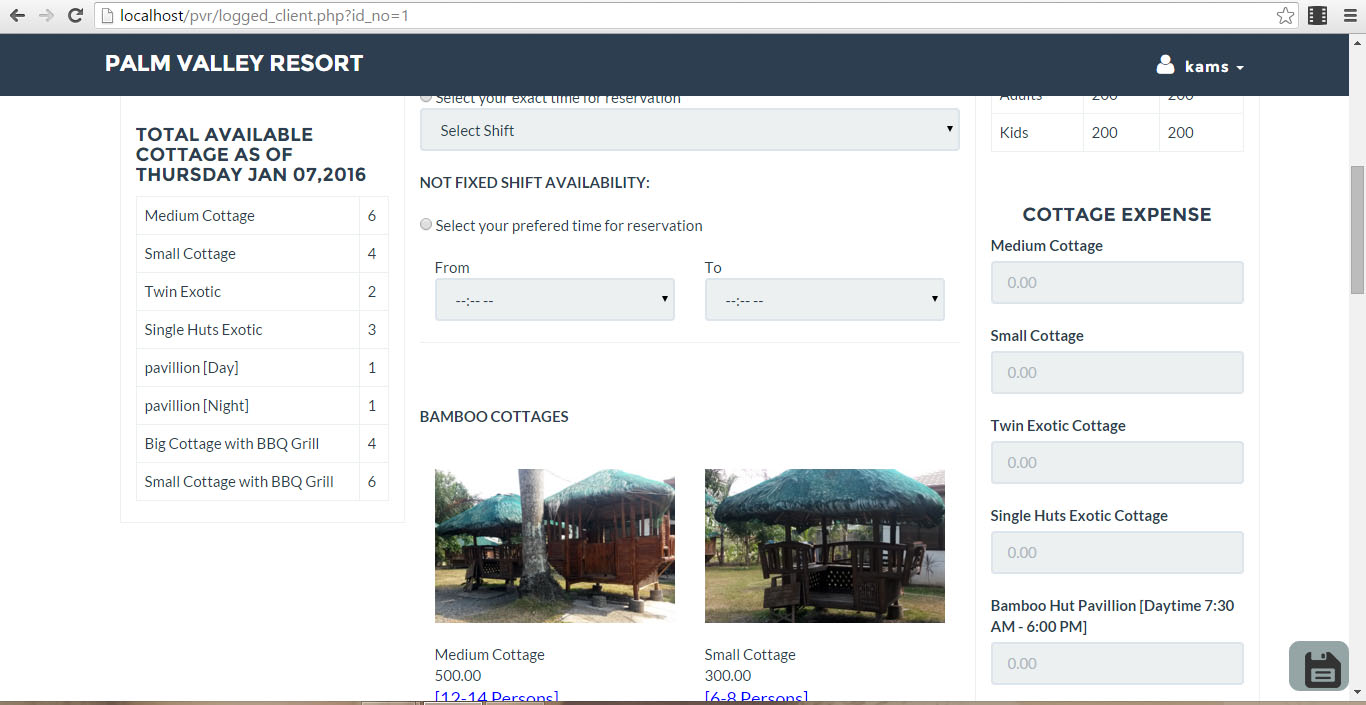 localhost/pvr/logged_client.php?id_no=1
PALM VALLEY RESORT
kams
TOTAL AVAILABLE
COTTAGE AS OF
THURSDAY JAN 07,2016
Medium Cottage 6
Small Cottage 4
Twin Exotic 2
Single Huts Exotic 3
pavillion [Day] 1
pavillion [Night] 1
Big Cottage with BBQ Grill 4
Small Cottage with BBQ Grill 6
Select your exact time for reservation
Select Shift
NOT FIXED SHIFT AVAILABILITY:
Select your prefered time for reservation
From To
--:-- -- --:-- --
BAMBOO COTTAGES
Medium Cottage Small Cottage
500.00 300.00
[12-14 Persons] [6-8 Persons]
Adults 200 200
Kids 200 200
COTTAGE EXPENSE
Medium Cottage
0.00
Small Cottage
0.00
Twin Exotic Cottage
0.00
Single Huts Exotic Cottage
0.00
Bamboo Hut Pavillion [Daytime 7:30
AM - 6:00 PM]
0.00